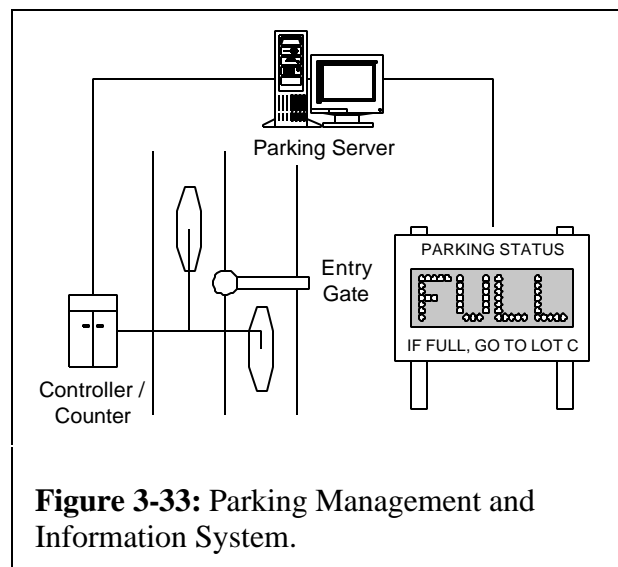 Parking Server
PARKING STATUS
FULL
IF FULL, GO TO LOT C
Entry
Gate
Controller /
Counter
Figure 3-33: Parking Management and
Information System.